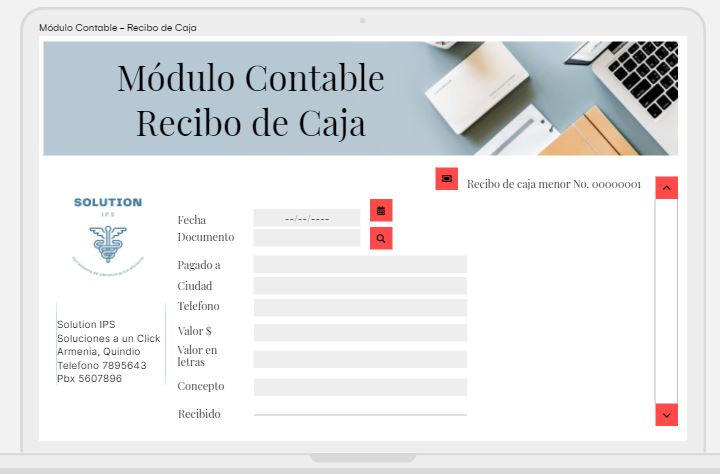 Módulo Contable – Recibo de Caja
Módulo Contable
Recibo de Caja
Recibo de caja menor No. 00000001
SOLUTION
IPS
Fecha
--/--/----
Documento
Pagado a
Ciudad
Telefono
Valor $
Valor en
letras
Concepto
Recibido
Solution IPS
Soluciones a un Click
Armenia, Quindio
Telefono 7895643
Pbx 5607896